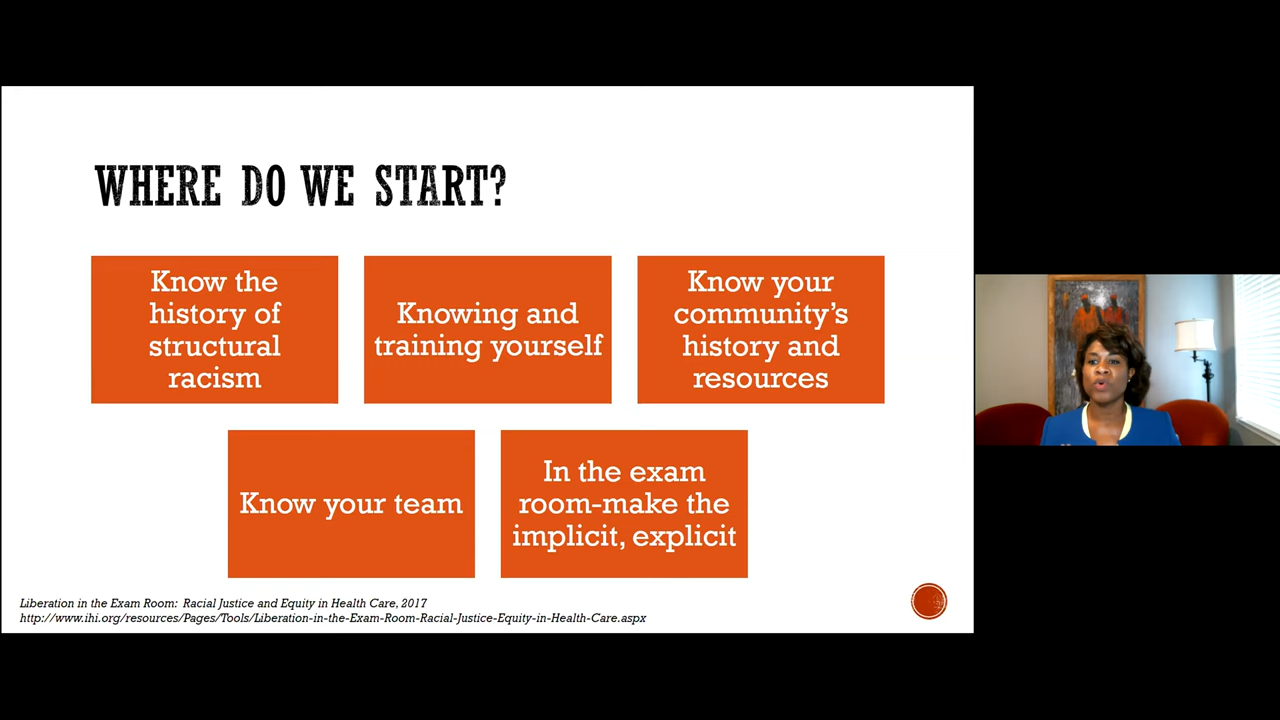 WHERE DO WE START?
Know the
history of
structural
racism
Knowing and
training yourself
Know your
community’s
history and
resources
Know your team
In the exam
room-make the
implicit, explicit
Liberation in the Exam Room:  Racial Justice and Equity in Health Care, 2017
http://www.ihi.org/resources/Pages/Tools/Liberation-in-the-Exam-Room-Racial-Justice-Equity-in-Health-Care.aspx